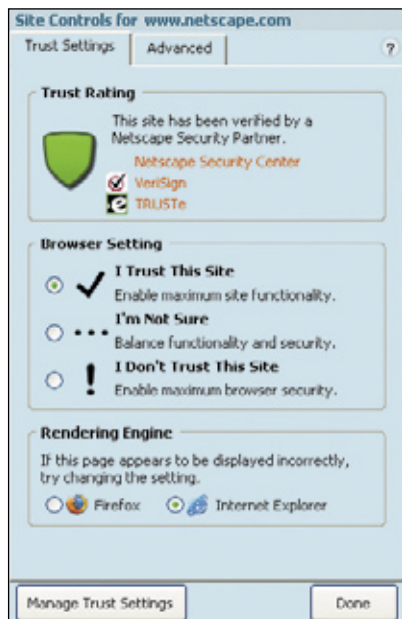 Site Controls for www.netscape.com
Trust Settings
Advanced
?
Trust Rating
This site has been verified by a
Netscape Security Partner.
Netscape Security Center
VeriSign
TRUSTe
Browser Setting
I Trust This Site
Enable maximum site functionality.
I'm Not Sure
Balance functionality and security.
I Don't Trust This Site
Enable maximum browser security.
Rendering Engine
If this page appears to be displayed incorrectly,
try changing the setting.
Firefox
Internet Explorer
Manage Trust Settings
Done